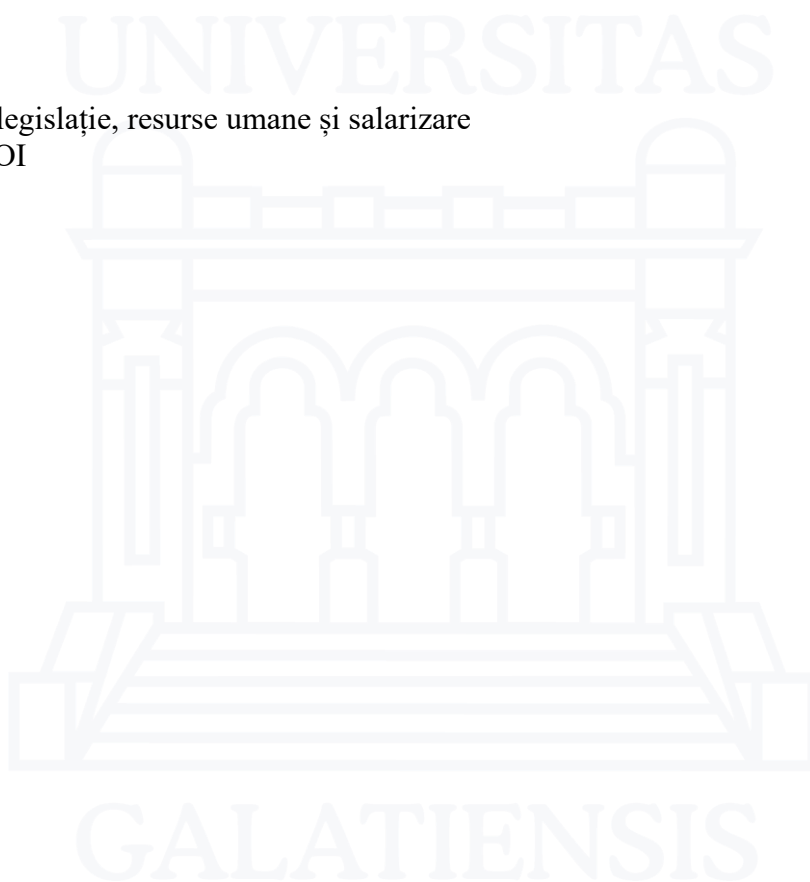 UNIVERSITAS
legislație, resurse umane și salarizare
OI
GALATIENSIS